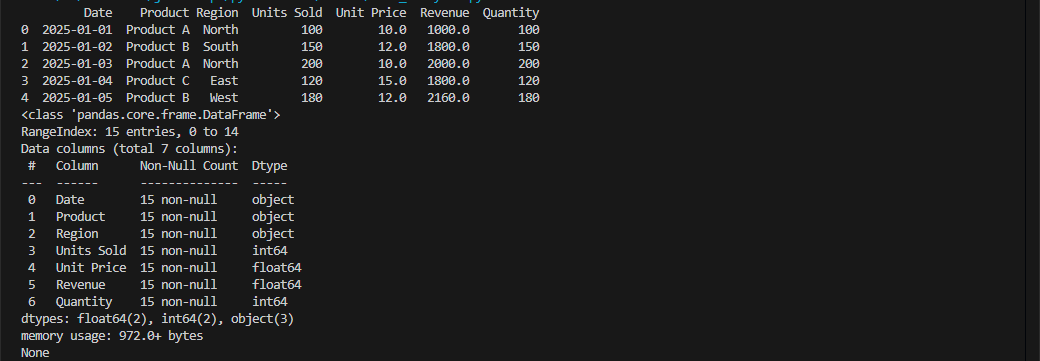 Date    Product Region  Units Sold  Unit Price  Revenue  Quantity
0  2025-01-01  Product A  North         100        10.0   1000.0       100
1  2025-01-02  Product B  South         150        12.0   1800.0       150
2  2025-01-03  Product A  North         200        10.0   2000.0       200
3  2025-01-04  Product C   East         120        15.0   1800.0       120
4  2025-01-05  Product B   West         180        12.0   2160.0       180
<class 'pandas.core.frame.DataFrame'>
RangeIndex: 15 entries, 0 to 14
Data columns (total 7 columns):
 #   Column      Non-Null Count  Dtype
---  ------      --------------  -----
 0   Date        15 non-null     object
 1   Product     15 non-null     object
 2   Region      15 non-null     object
 3   Units Sold  15 non-null     int64
 4   Unit Price  15 non-null     float64
 5   Revenue     15 non-null     float64
 6   Quantity    15 non-null     int64
dtypes: float64(2), int64(2), object(3)
memory usage: 972.0+ bytes
None